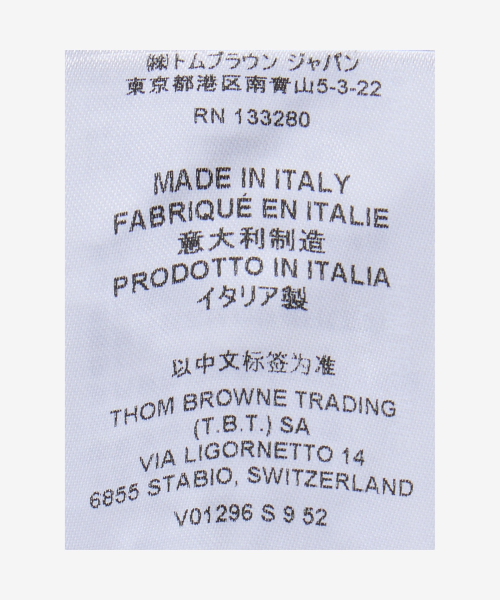 ㈱トムブラウン ジャパン
東京都港区南青山5-3-22
RN 133280
MADE IN ITALY
FABRIQUÉ EN ITALIE
意大利制造
PRODOTTO IN ITALIA
イタリア製
以中文标签为准
THOM BROWNE TRADING
(T.B.T.) SA
VIA LIGORNETTO 14
6855 STABIO, SWITZERLAND
V01296 S 9 52